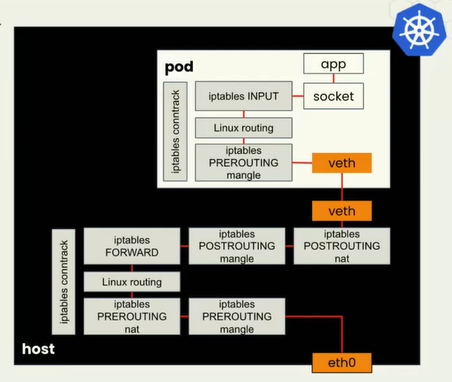 pod
app
iptables conntrack
iptables INPUT
socket
Linux routing
iptables
PREROUTING
mangle
veth
veth
iptables conntrack
iptables
FORWARD
iptables
POSTROUTING
mangle
iptables
POSTROUTING
nat
Linux routing
iptables
PREROUTING
nat
iptables
PREROUTING
mangle
host
eth0